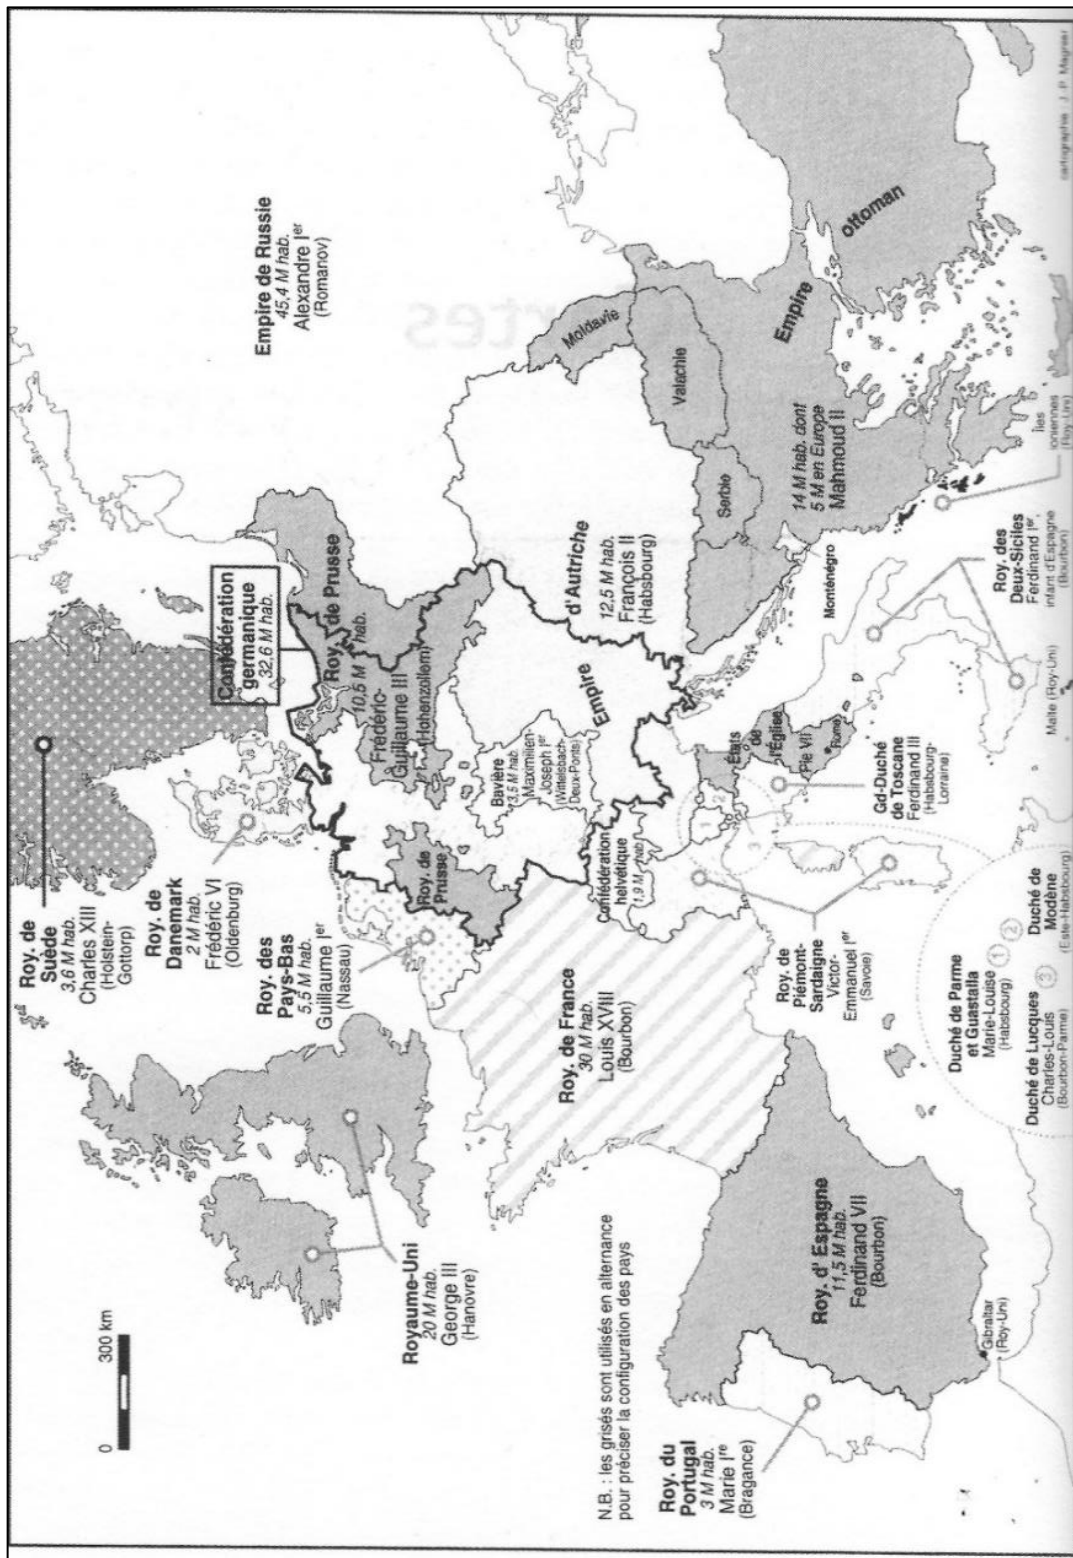 0 300 km
Roy. de
Suède
3,6 M hab.
Charles XIII
(Holstein-
Gottorp)
Empire de Russie
45,4 M hab.
Alexandre Ier
(Romanov)
Roy. de
Danemark
2 M hab.
Frédéric VI
(Oldenburg)
Confédération
germanique
32,6 M hab.
Roy. des
Pays-Bas
5,5 M hab.
Guillaume Ier
(Nassau)
Roy. de Prusse
10,5 M hab.
Frédéric-
Guillaume III
(Hohenzollern)
Royaume-Uni
20 M hab.
George III
(Hanovre)
Roy. de
Prusse
Bavière
3,5 M hab.
Maximilien-
Joseph Ier
(Wittelsbach-
Deux-Ponts)
Empire
d'Autriche
12,5 M hab.
François II
(Habsbourg)
Moldavie
Valachie
Serbie
Roy. de France
30 M hab.
Louis XVIII
(Bourbon)
Confédération
helvétique
1,9 M hab.
Empire
ottoman
14 M hab. dont
5 M en Europe
Mahmoud II
Monténégro
N.B. : les grisés sont utilisés en alternance
pour préciser la configuration des pays
Roy. du
Portugal
3 M hab.
Marie Ire
(Bragance)
Roy. d'Espagne
11,5 M hab.
Ferdinand VII
(Bourbon)
Gibraltar
(Roy-Uni)
Roy. de
Piémont-
Sardaigne
Victor-
Emmanuel Ier
(Savoie)
1
2
3
États
de
l'Église
Pie VII
Rome
Gd-Duché
de Toscane
Ferdinand III
(Habsbourg-
Lorraine)
Roy. des
Deux-Siciles
Ferdinand Ier,
infant d'Espagne
(Bourbon)
Malte (Roy-Uni)
Îles
Ioniennes
(Roy-Uni)
Duché de Parme
et Guastalla
Marie-Louise
(Habsbourg)
1
Duché de Lucques
Charles-Louis
(Bourbon-Parme)
3
2
Duché de
Modène
(Este-Habsbourg)
cartographie : J. P. Magnier